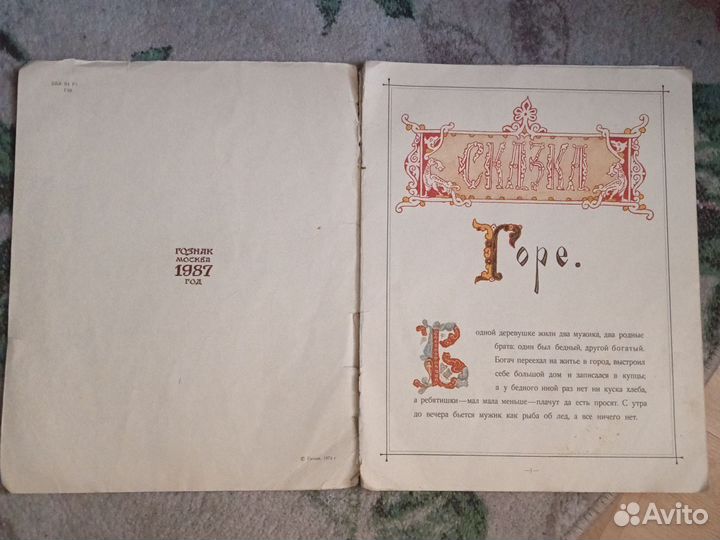 ГОЗНАК
МОСКВА
1987
ГОД
© Гознак. 1974 г.
СКАЗКА
Горе.
В одной деревушке жили два мужика, два родные
брата: один был бедный, другой богатый.
Богач переехал на житье в город, выстроил
себе большой дом и записался в купцы;
а у бедного иной раз нет ни куска хлеба,
а ребятишки—мал мала меньше—плачут да есть просят. С утра
до вечера бьется мужик как рыба об лед, а все ничего нет.
—1—
Avito